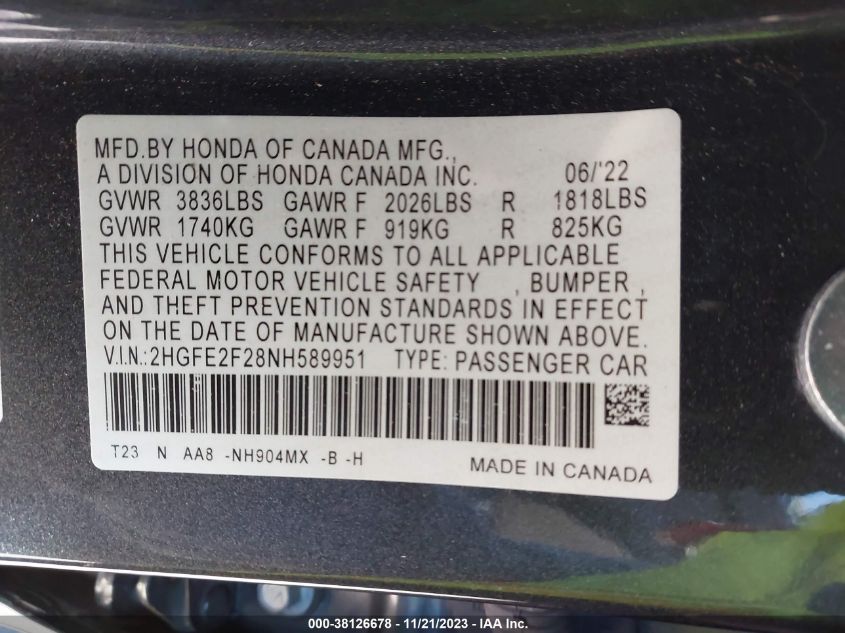 MFD.BY HONDA OF CANADA MFG.,
A DIVISION OF HONDA CANADA INC. 06/'22
GVWR 3836LBS GAWR F 2026LBS R 1818LBS
GVWR 1740KG GAWR F 919KG R 825KG
THIS VEHICLE CONFORMS TO ALL APPLICABLE
FEDERAL MOTOR VEHICLE SAFETY , BUMPER ,
AND THEFT PREVENTION STANDARDS IN EFFECT
ON THE DATE OF MANUFACTURE SHOWN ABOVE.
V.I.N.:2HGFE2F28NH589951 TYPE: PASSENGER CAR
T23 N AA8 -NH904MX -B -H
MADE IN CANADA
000-38126678 - 11/21/2023 - IAA Inc.